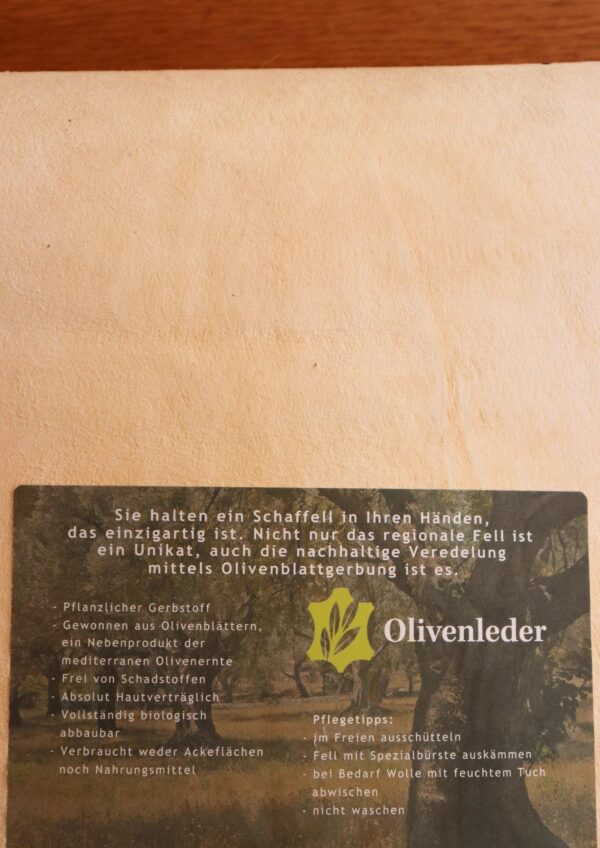 Sie halten ein Schaffell in Ihren Händen,
das einzigartig ist. Nicht nur das regionale Fell ist
ein Unikat, auch die nachhaltige Veredelung
mittels Olivenblattgerbung ist es.
- Pflanzlicher Gerbstoff
- Gewonnen aus Olivenblättern,
ein Nebenprodukt der
mediterranen Olivenernte
- Frei von Schadstoffen
- Absolut Hautverträglich
- Vollständig biologisch
abbaubar
- Verbraucht weder Ackeflächen
noch Nahrungsmittel
Olivenleder
Pflegetipps:
- im Freien ausschütteln
- Fell mit Spezialbürste auskämmen
- bei Bedarf Wolle mit feuchtem Tuch
abwischen
- nicht waschen